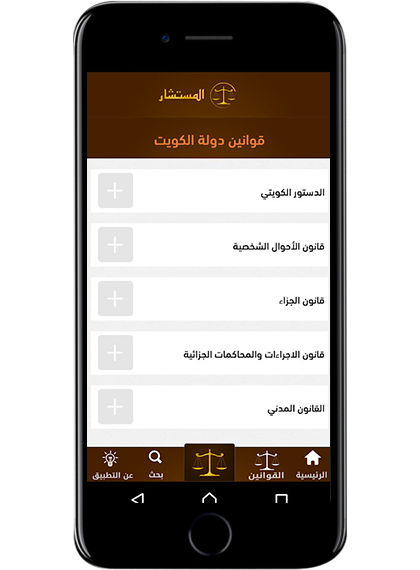 المستشار
قوانين دولة الكويت
الدستور الكويتي
قانون الأحوال الشخصية
قانون الجزاء
قانون الاجراءات والمحاكمات الجزائية
القانون المدني
الرئيسية
القوانين
بحث
عن التطبيق